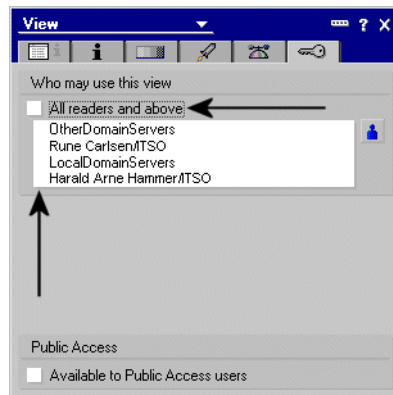 View
? X
i i
Who may use this view
All readers and above
OtherDomainServers
Rune Carlsen/ITSO
LocalDomainServers
Harald Arne Hammer/ITSO
Public Access
Available to Public Access users